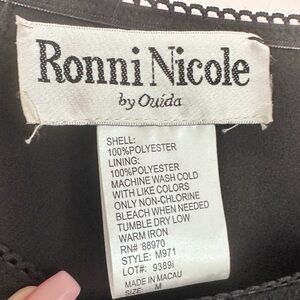 Ronni Nicole
by Ouida
SHELL:
100%POLYESTER
LINING:
100%POLYESTER
MACHINE WASH COLD
WITH LIKE COLORS
ONLY NON-CHLORINE
BLEACH WHEN NEEDED
TUMBLE DRY LOW
WARM IRON
RN# '88970
STYLE: M971
LOT#: 9389i
MADE IN MACAU
SIZE: M